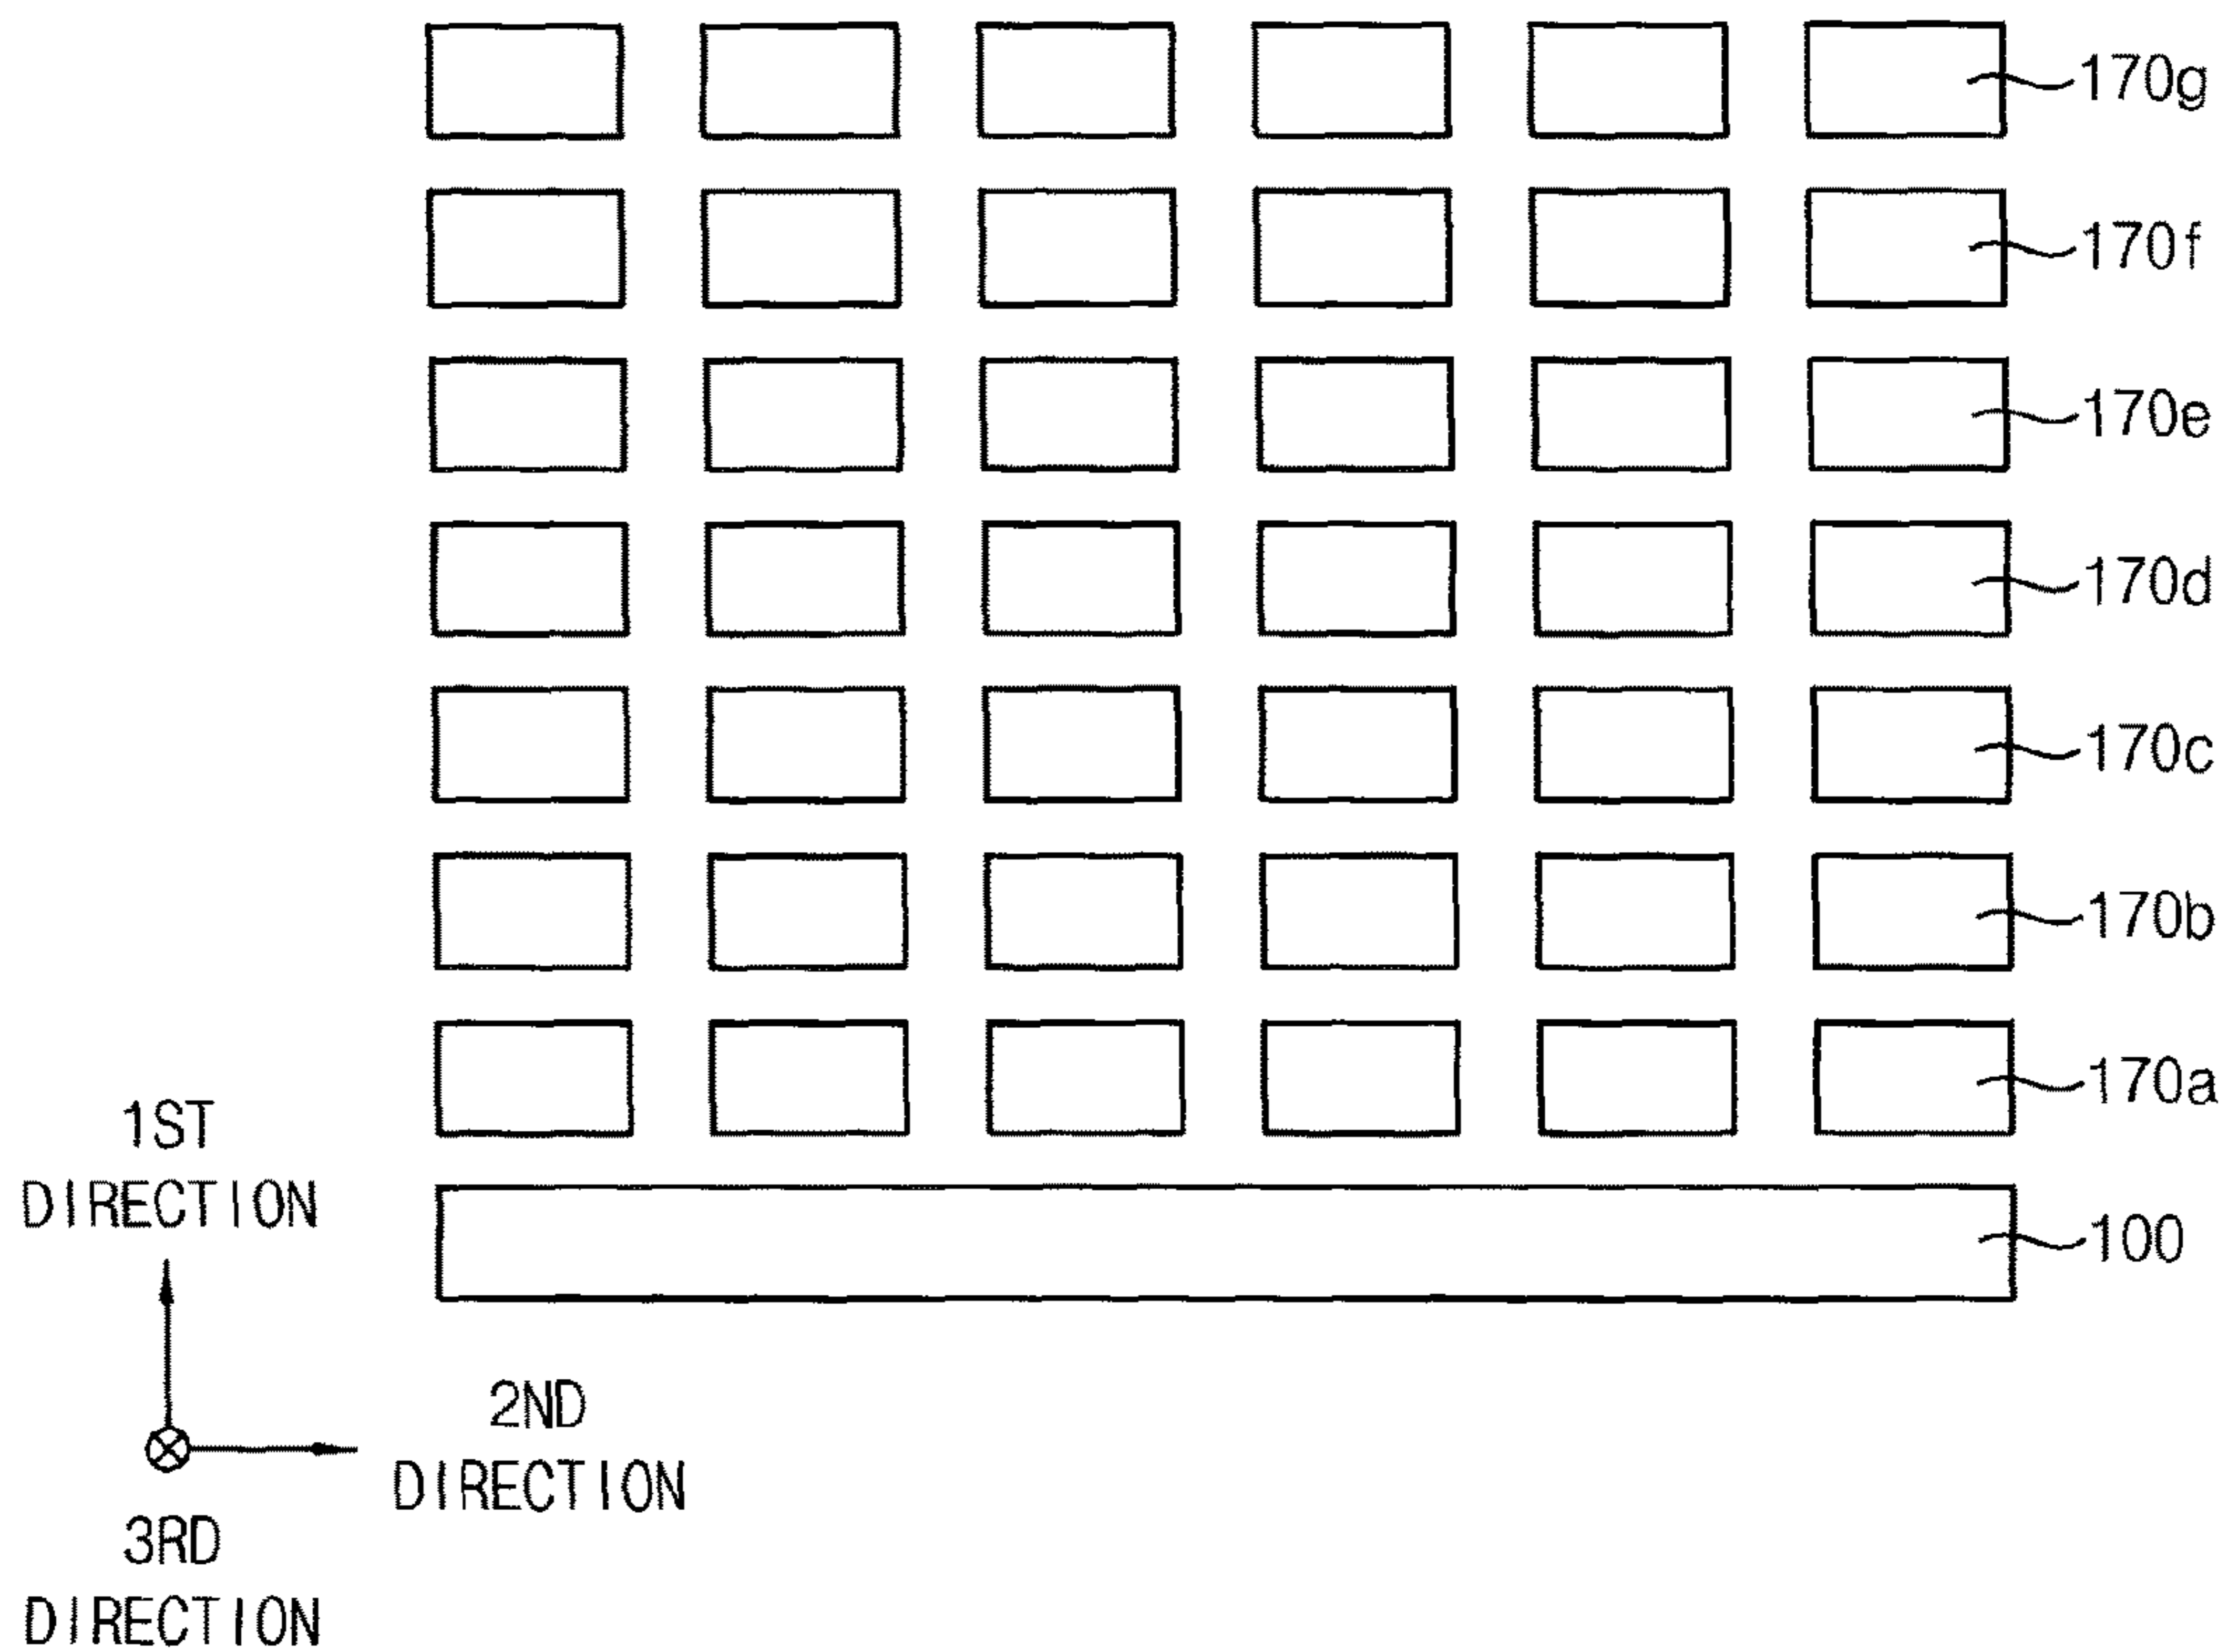 170g
170f
170e
170d
170c
170b
170a
1ST
DIRECTION
100
2ND
DIRECTION
3RD
DIRECTION